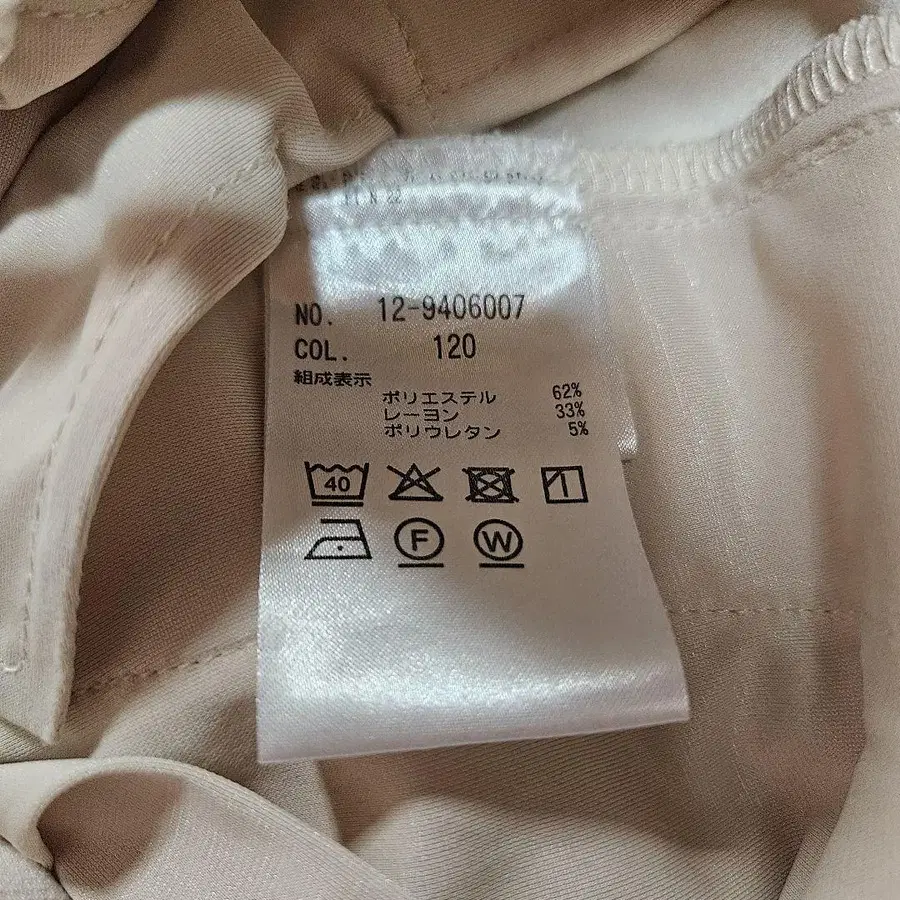 NO. 12-9406007
COL. 120
組成表示
ポリエステル 62%
レーヨン 33%
ポリウレタン 5%
40
F W